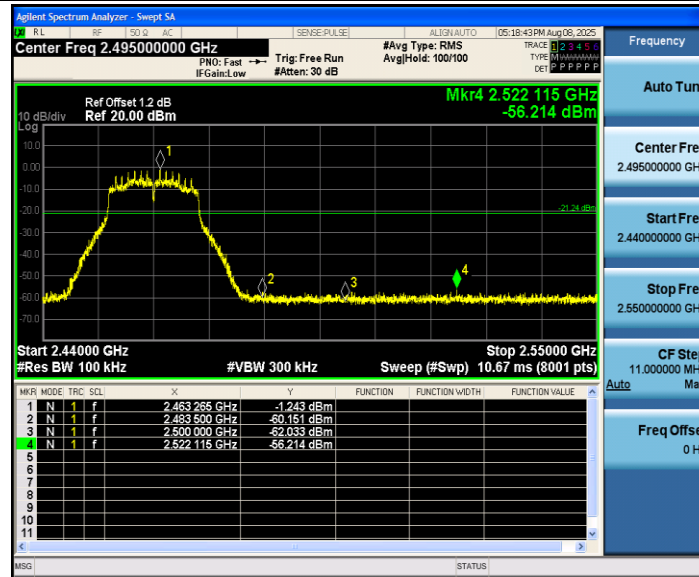 Agilent Spectrum Analyzer - Swept SA
RL RF 50 Ω AC SENSE:PULSE ALIGN AUTO 05:18:43 PM Aug 08, 2025
Center Freq 2.495000000 GHz
PNO: Fast
IFGain:Low
Trig: Free Run
#Atten: 30 dB
#Avg Type: RMS
Avg|Hold: 100/100
TRACE 1 2 3 4 5 6
TYPE M
DET P P P P P P
Ref Offset 1.2 dB
10 dB/div Ref 20.00 dBm
Log
Mkr4 2.522 115 GHz
-56.214 dBm
10.0
0.00
-10.0
-20.0
-30.0
-40.0
-50.0
-60.0
-70.0
1
2
3
4
-21.24 dBm
Start 2.44000 GHz Stop 2.55000 GHz
#Res BW 100 kHz #VBW 300 kHz Sweep (#Swp) 10.67 ms (8001 pts)
MKR MODE TRC SCL X Y FUNCTION FUNCTION WIDTH FUNCTION VALUE
1 N 1 f 2.463 265 GHz -1.243 dBm
2 N 1 f 2.483 500 GHz -60.151 dBm
3 N 1 f 2.500 000 GHz -62.033 dBm
4 N 1 f 2.522 115 GHz -56.214 dBm
5
6
7
8
9
10
11
MSG STATUS
Frequency
Auto Tun
Center Fre
2.495000000 GH
Start Fre
2.440000000 GH
Stop Fre
2.550000000 GH
CF Ste
11.000000 MH
Auto Ma
Freq Offse
0 H